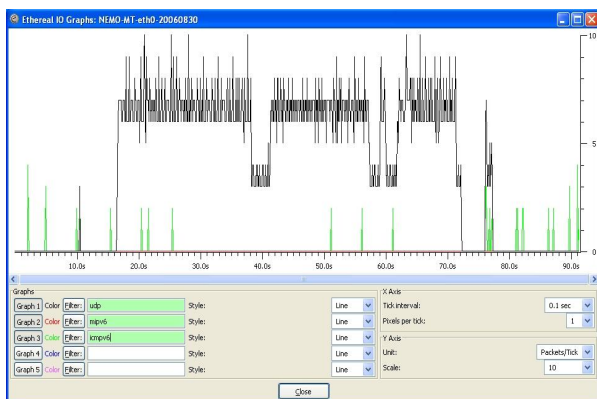 Ethereal IO Graphs: NEMO-MT-eth0-20060830
10
5
0
10.0s 20.0s 30.0s 40.0s 50.0s 60.0s 70.0s 80.0s 90.0s
Graphs
Graph 1 Color Filter: udp Style: Line
Graph 2 Color Filter: mipv6 Style: Line
Graph 3 Color Filter: icmpv6 Style: Line
Graph 4 Color Filter: Style: Line
Graph 5 Color Filter: Style: Line
X Axis
Tick interval: 0.1 sec
Pixels per tick: 1
Y Axis
Unit: Packets/Tick
Scale: 10
Close